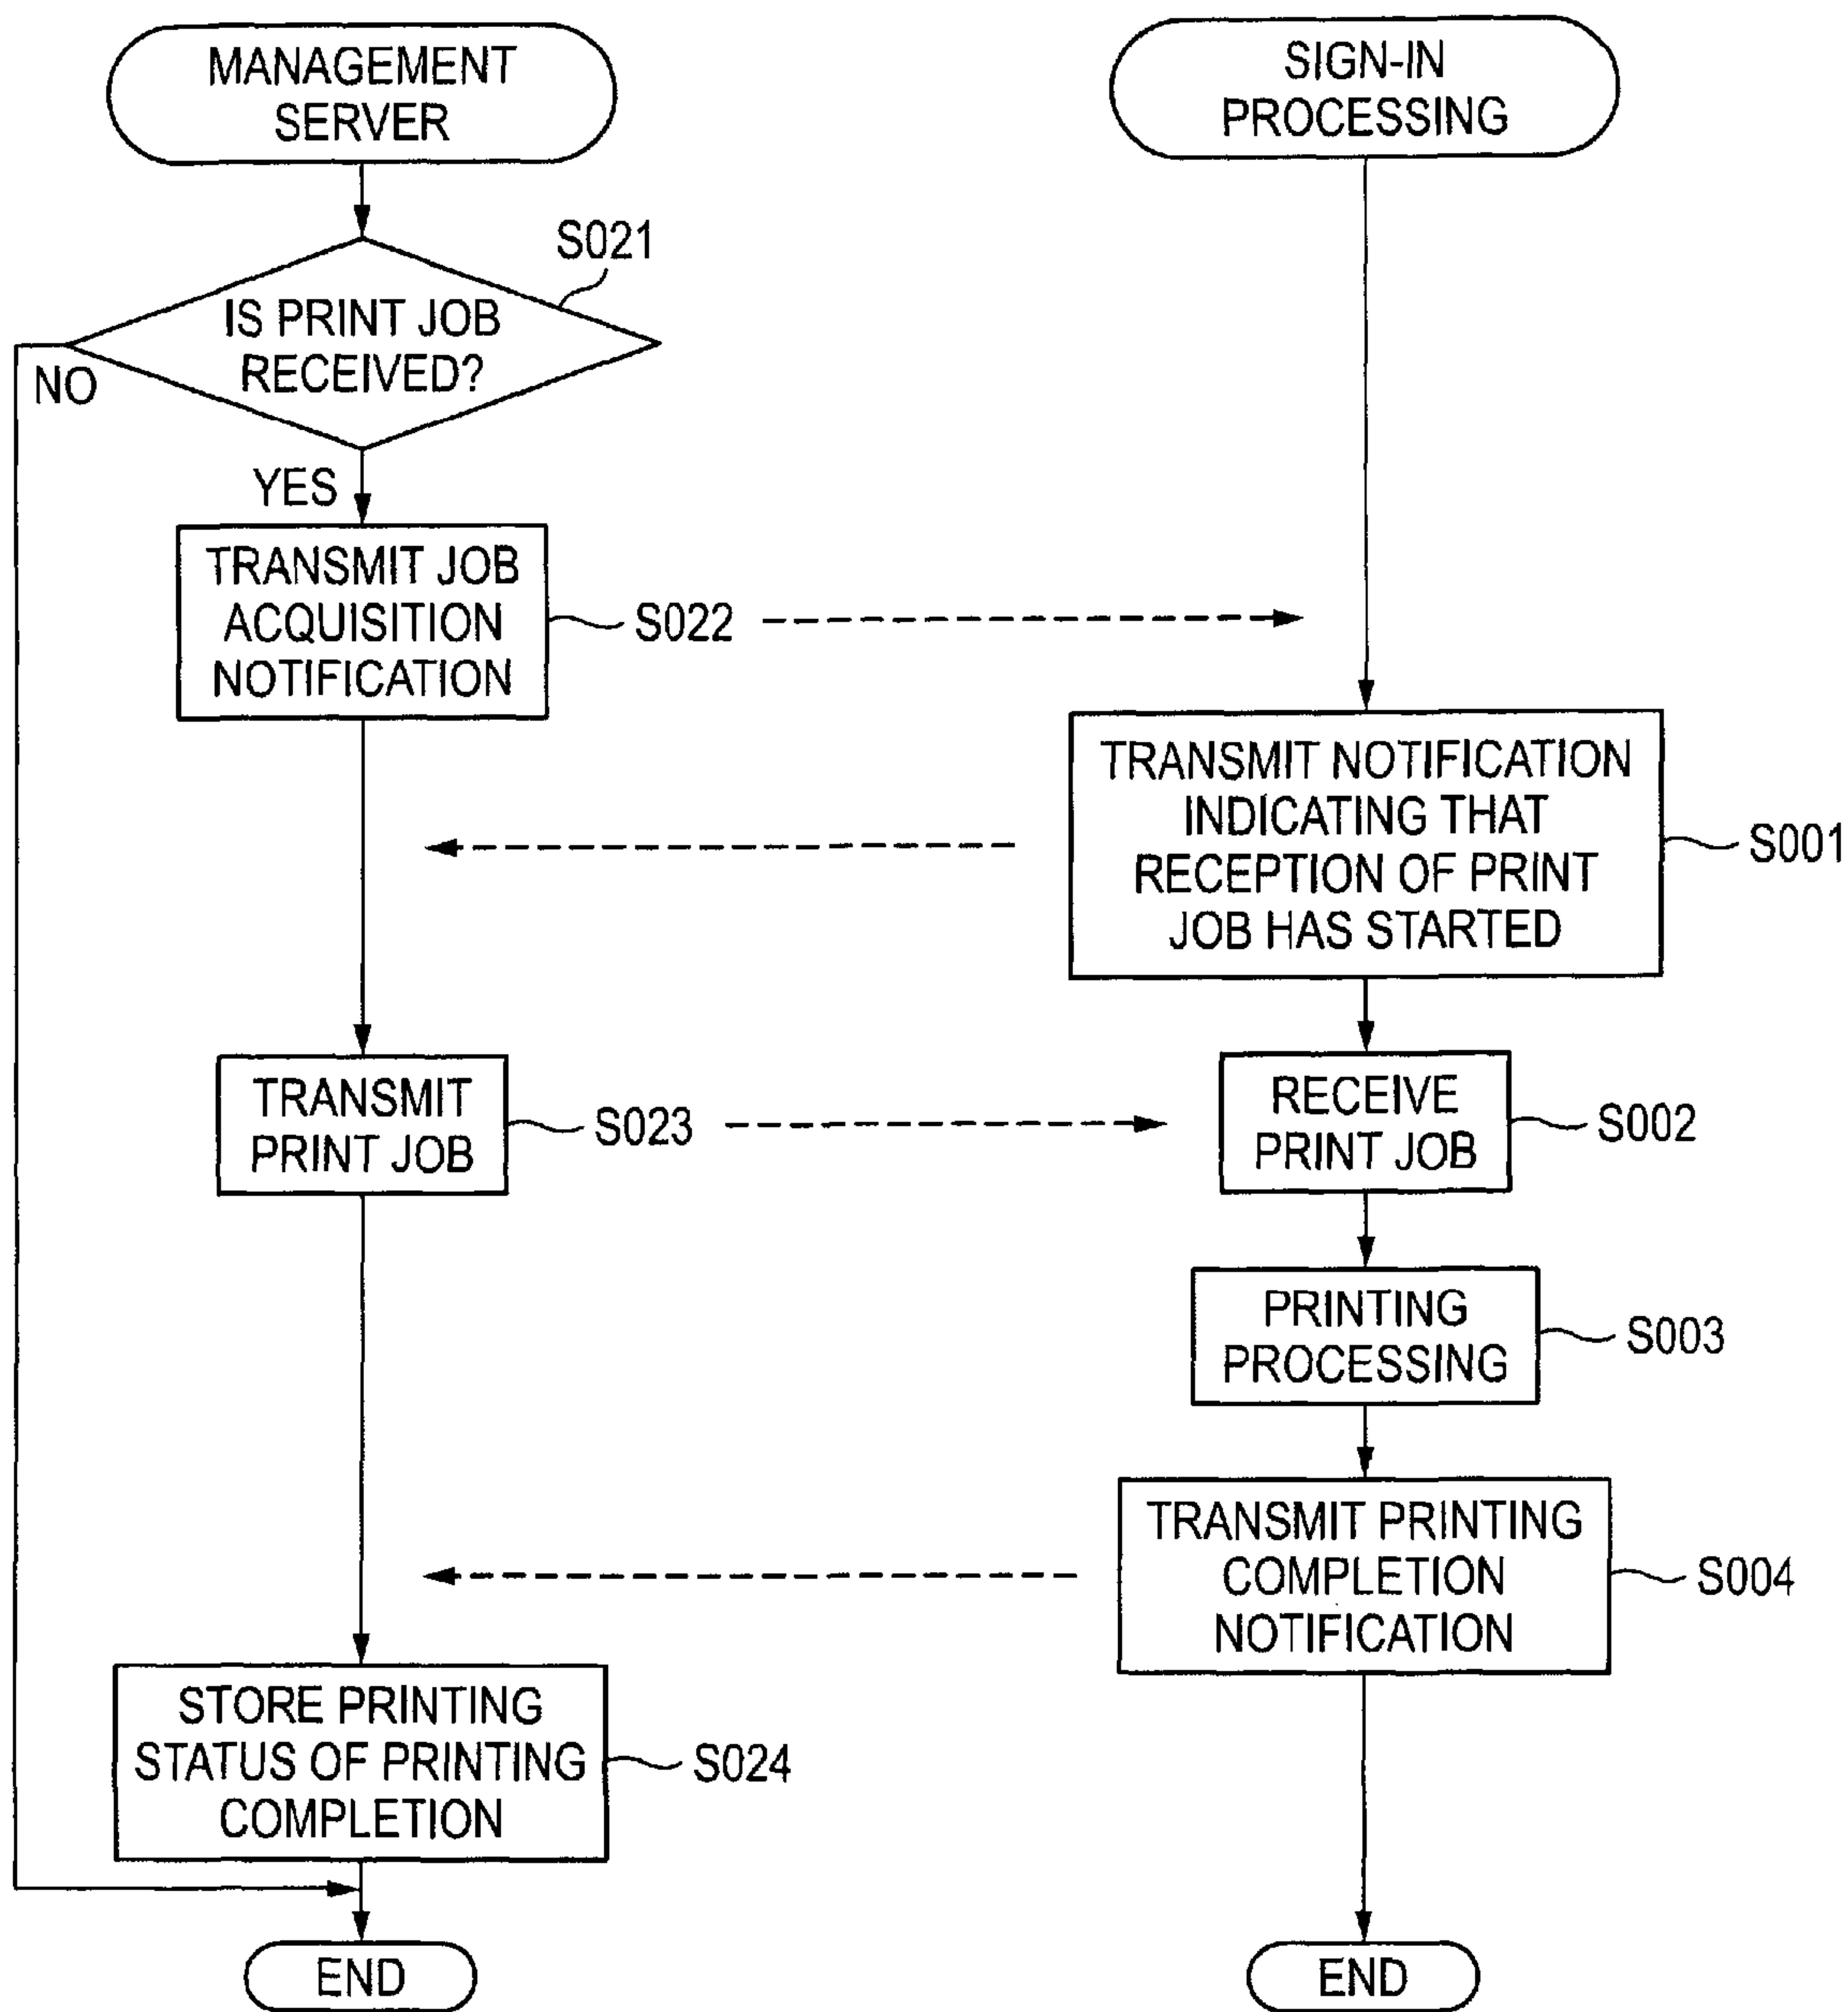 MANAGEMENT
SERVER
S021
IS PRINT JOB
RECEIVED?
NO
YES
TRANSMIT JOB
ACQUISITION
NOTIFICATION
S022
TRANSMIT
PRINT JOB
S023
STORE PRINTING
STATUS OF PRINTING
COMPLETION
S024
END
SIGN-IN
PROCESSING
TRANSMIT NOTIFICATION
INDICATING THAT
RECEPTION OF PRINT
JOB HAS STARTED
S001
RECEIVE
PRINT JOB
S002
PRINTING
PROCESSING
S003
TRANSMIT PRINTING
COMPLETION
NOTIFICATION
S004
END